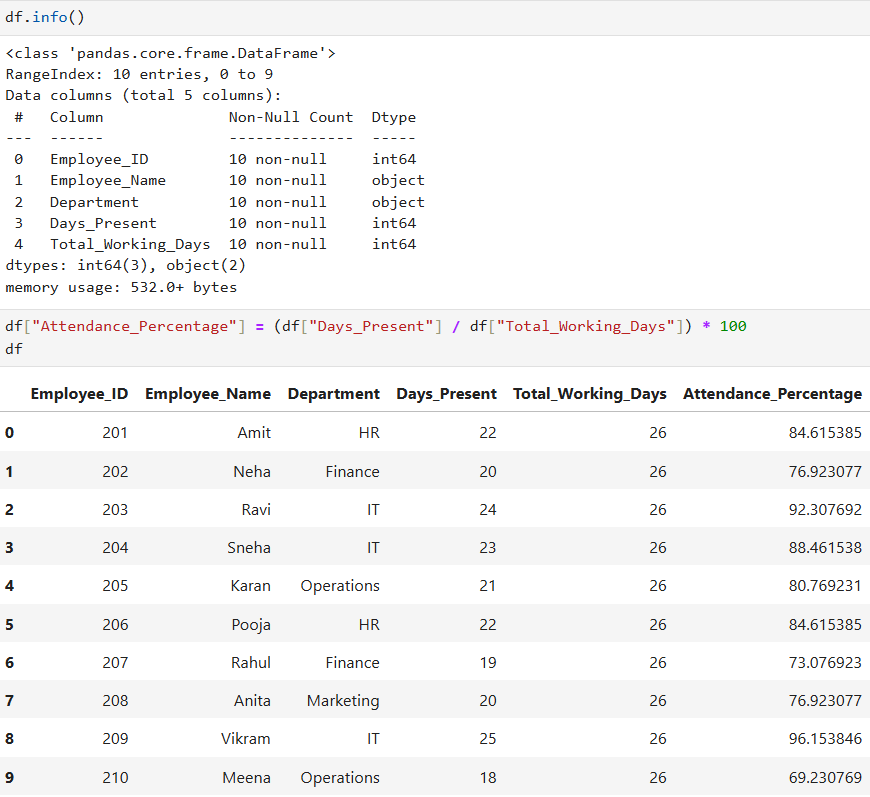 df.info()
<class 'pandas.core.frame.DataFrame'>
RangeIndex: 10 entries, 0 to 9
Data columns (total 5 columns):
 #   Column              Non-Null Count  Dtype
---  ------              --------------  -----
 0   Employee_ID         10 non-null     int64
 1   Employee_Name       10 non-null     object
 2   Department          10 non-null     object
 3   Days_Present        10 non-null     int64
 4   Total_Working_Days  10 non-null     int64
dtypes: int64(3), object(2)
memory usage: 532.0+ bytes
df["Attendance_Percentage"] = (df["Days_Present"] / df["Total_Working_Days"]) * 100
df
Employee_ID Employee_Name Department Days_Present Total_Working_Days Attendance_Percentage
0 201 Amit HR 22 26 84.615385
1 202 Neha Finance 20 26 76.923077
2 203 Ravi IT 24 26 92.307692
3 204 Sneha IT 23 26 88.461538
4 205 Karan Operations 21 26 80.769231
5 206 Pooja HR 22 26 84.615385
6 207 Rahul Finance 19 26 73.076923
7 208 Anita Marketing 20 26 76.923077
8 209 Vikram IT 25 26 96.153846
9 210 Meena Operations 18 26 69.230769